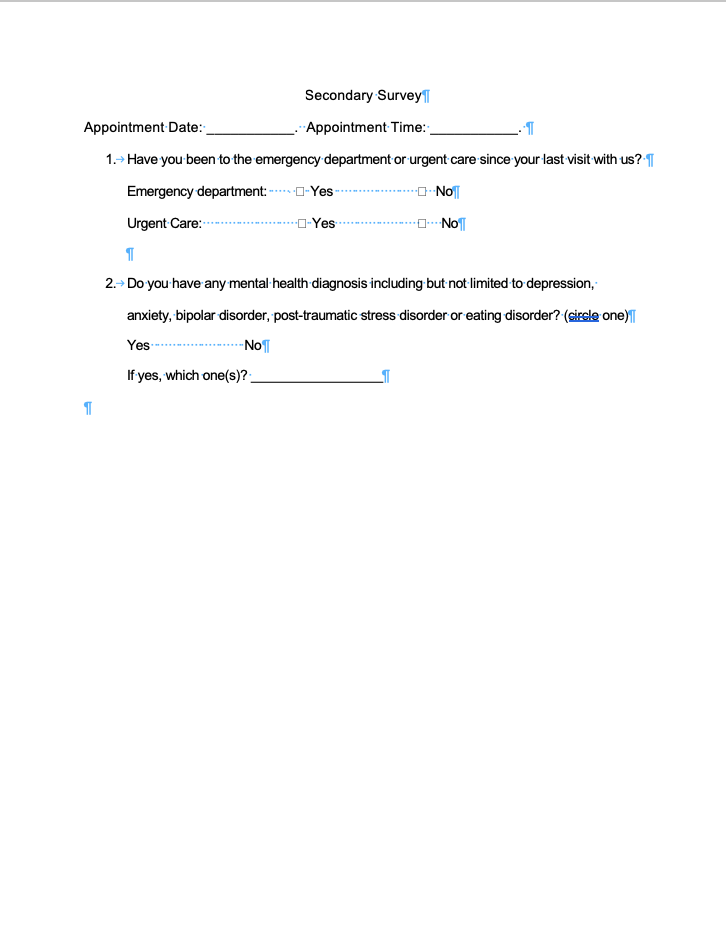 Secondary Survey¶
Appointment Date: ____________. Appointment Time: ____________. ¶
1.→Have you been to the emergency department or urgent care since your last visit with us? ¶
Emergency department: □ Yes □ No¶
Urgent Care: □ Yes □ No¶
¶
2.→Do you have any mental health diagnosis including but not limited to depression,
anxiety, bipolar disorder, post-traumatic stress disorder or eating disorder? (circle one)¶
Yes No¶
If yes, which one(s)? __________________¶
¶